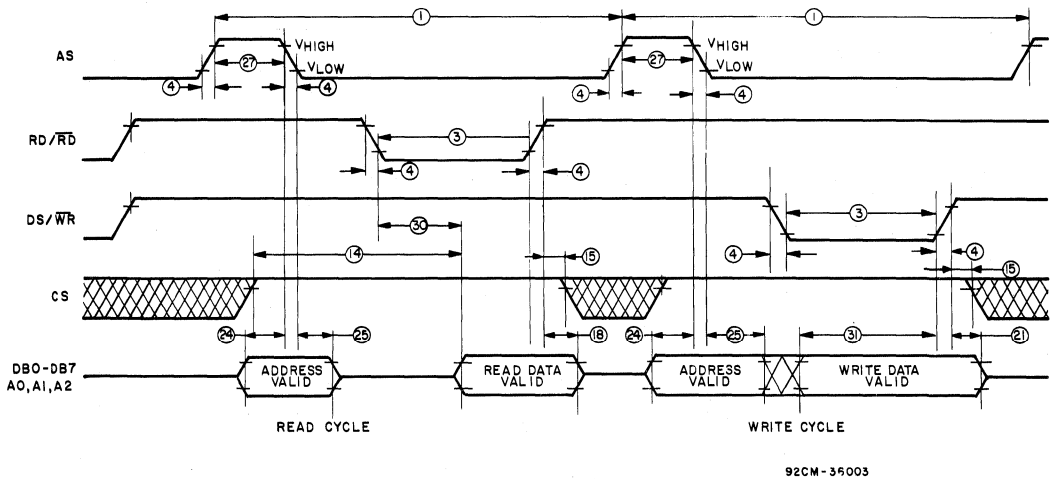 ① ①
AS
VHIGH VHIGH
㉗ VLOW ㉗ VLOW
④ ④ ④ ④
RD/R̅D̅
③
④ ④
DS/W̅R̅
㉚ ③
⑭ ⑮ ④ ④ ⑮
CS
㉔ ㉕ ⑱ ㉔ ㉕ ㉛ ㉑
DB0-DB7
A0,A1,A2
ADDRESS
VALID
READ DATA
VALID
ADDRESS
VALID
WRITE DATA
VALID
READ CYCLE WRITE CYCLE
92CM-36003